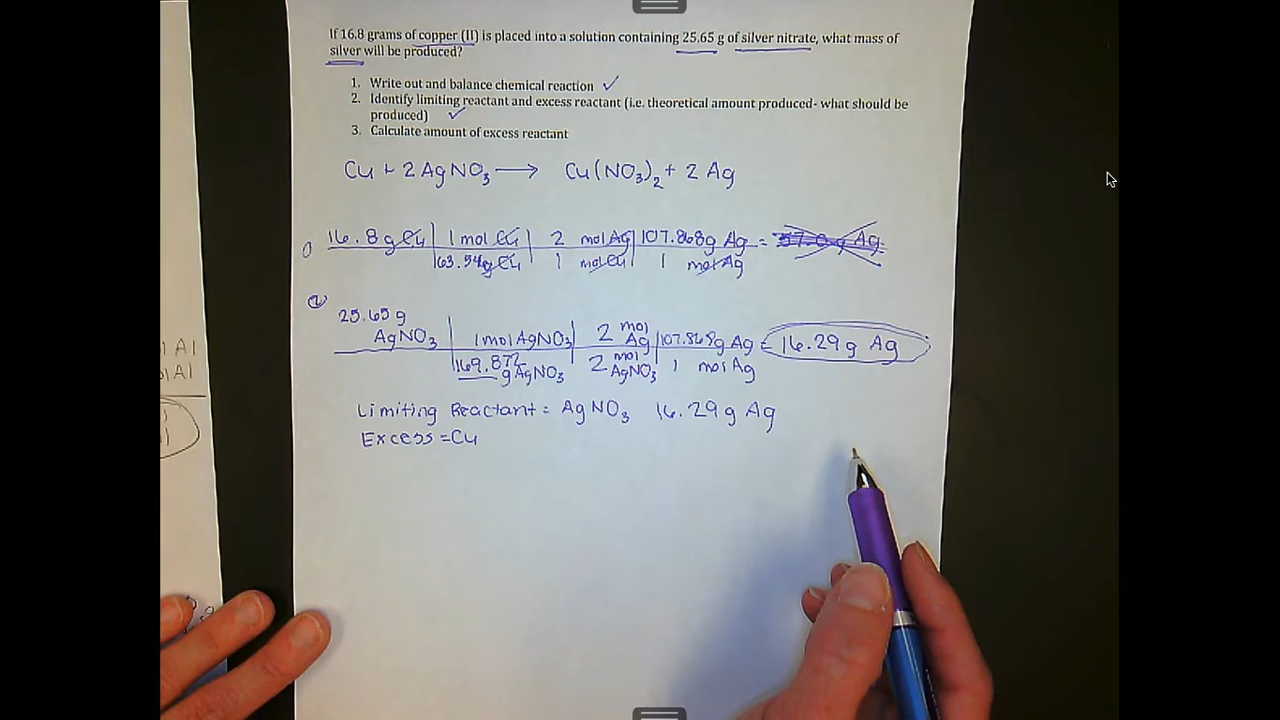 If 16.8 grams of copper (II) is placed into a solution containing 25.65 g of silver nitrate, what mass of
silver will be produced?
1. Write out and balance chemical reaction ✓
2. Identify limiting reactant and excess reactant (i.e. theoretical amount produced- what should be
produced) ✓
3. Calculate amount of excess reactant
Cu + 2 AgNO₃ → Cu(NO₃)₂ + 2 Ag
16.8 g Cu | 1 mol Cu | 2 mol Ag | 107.868g Ag =
63.54g Cu | 1 mol Cu | 1 mol Ag
25.65 g
AgNO₃ | 1 mol AgNO₃ | 2 mol Ag | 107.868g Ag = 16.29 g Ag
169.872 g AgNO₃ | 2 mol AgNO₃ | 1 mol Ag
Limiting Reactant = AgNO₃ 16.29 g Ag
Excess = Cu
Al
Al